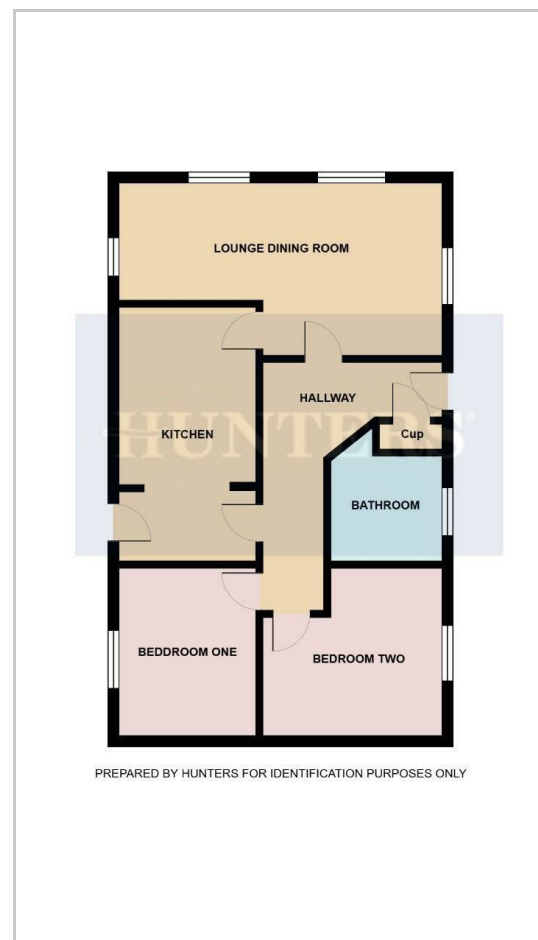 LOUNGE DINING ROOM
HALLWAY
HUNTERS®
KITCHEN
Cup
BATHROOM
BEDDROOM ONE
BEDROOM TWO
PREPARED BY HUNTERS FOR IDENTIFICATION PURPOSES ONLY